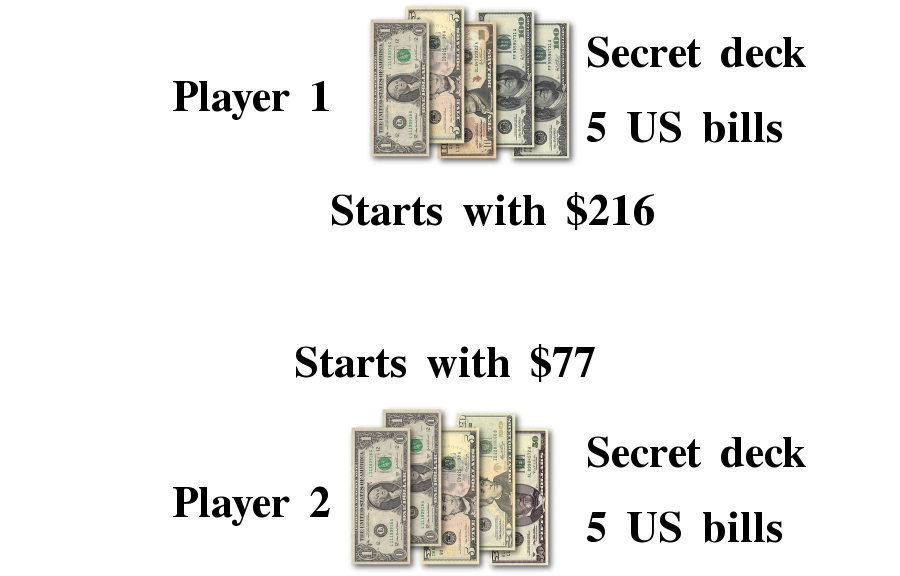 Player 1
Secret deck
5 US bills
Starts with $216
Starts with $77
Player 2
Secret deck
5 US bills